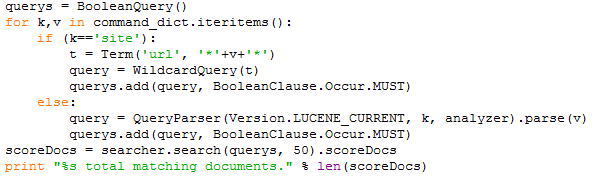 querys = BooleanQuery()
for k,v in command_dict.iteritems():
    if (k=='site'):
        t = Term('url', '*'+v+'*')
        query = WildcardQuery(t)
        querys.add(query, BooleanClause.Occur.MUST)
    else:
        query = QueryParser(Version.LUCENE_CURRENT, k, analyzer).parse(v)
        querys.add(query, BooleanClause.Occur.MUST)
scoreDocs = searcher.search(querys, 50).scoreDocs
print "%s total matching documents." % len(scoreDocs)